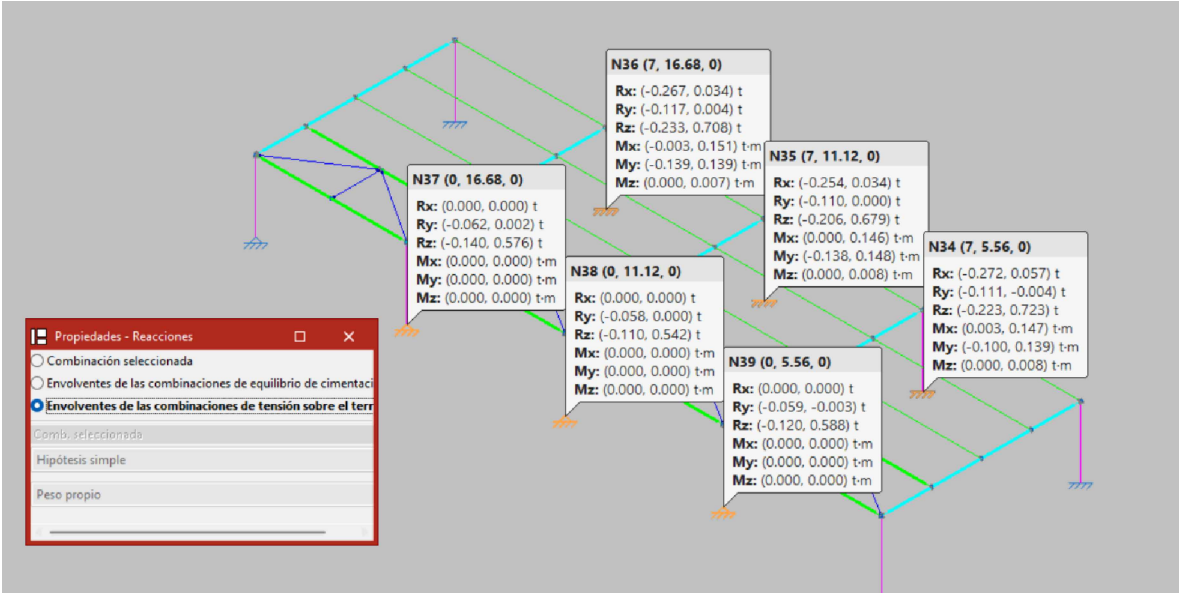 N36 (7, 16.68, 0)
Rx: (-0.267, 0.034) t
Ry: (-0.117, 0.004) t
Rz: (-0.233, 0.708) t
Mx: (-0.003, 0.151) t·m
My: (-0.139, 0.139) t·m
Mz: (0.000, 0.007) t·m
N35 (7, 11.12, 0)
Rx: (-0.254, 0.034) t
Ry: (-0.110, 0.000) t
Rz: (-0.206, 0.679) t
Mx: (0.000, 0.146) t·m
My: (-0.138, 0.148) t·m
Mz: (0.000, 0.008) t·m
N37 (0, 16.68, 0)
Rx: (0.000, 0.000) t
Ry: (-0.062, 0.002) t
Rz: (-0.140, 0.576) t
Mx: (0.000, 0.000) t·m
My: (0.000, 0.000) t·m
Mz: (0.000, 0.000) t·m
N34 (7, 5.56, 0)
Rx: (-0.272, 0.057) t
Ry: (-0.111, -0.004) t
Rz: (-0.223, 0.723) t
Mx: (0.003, 0.147) t·m
My: (-0.100, 0.139) t·m
Mz: (0.000, 0.008) t·m
N38 (0, 11.12, 0)
Rx: (0.000, 0.000) t
Ry: (-0.058, 0.000) t
Rz: (-0.110, 0.542) t
Mx: (0.000, 0.000) t·m
My: (0.000, 0.000) t·m
Mz: (0.000, 0.000) t·m
N39 (0, 5.56, 0)
Rx: (0.000, 0.000) t
Ry: (-0.059, -0.003) t
Rz: (-0.120, 0.588) t
Mx: (0.000, 0.000) t·m
My: (0.000, 0.000) t·m
Mz: (0.000, 0.000) t·m
Propiedades - Reacciones
Combinación seleccionada
Envolventes de las combinaciones de equilibrio de cimentaci
Envolventes de las combinaciones de tensión sobre el terr
Comb. seleccionada
Hipótesis simple
Peso propio